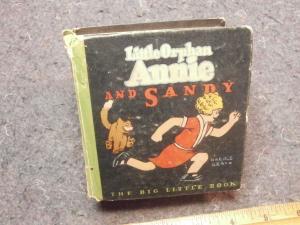 Little Orphan
Annie
AND SANDY
HAROLD
GRAY
THE BIG LITTLE BOOK